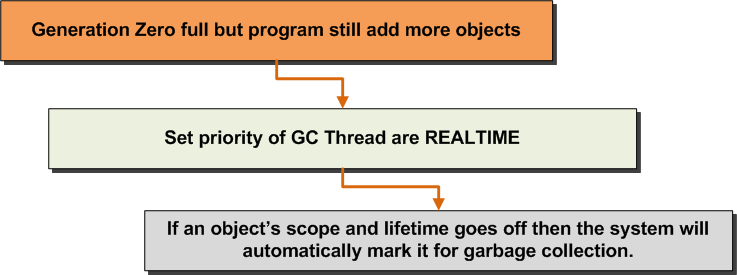 Generation Zero full but program still add more objects
Set priority of GC Thread are REALTIME
If an object's scope and lifetime goes off then the system will
automatically mark it for garbage collection.